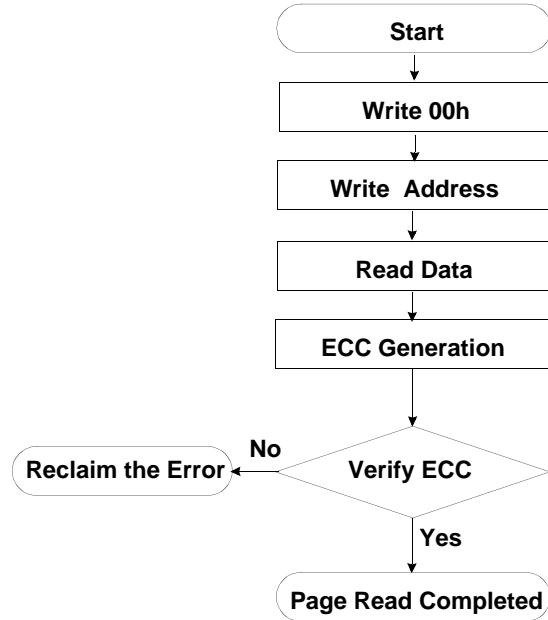 Start
Write 00h
Write Address
Read Data
ECC Generation
No
Reclaim the Error
Verify ECC
Yes
Page Read Completed